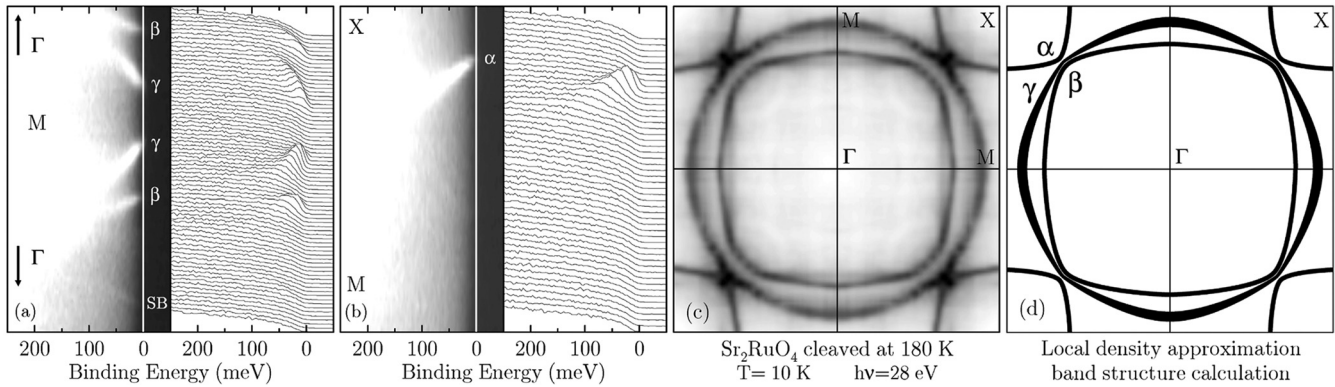 Γ
M
Γ
(a)
β
γ
γ
β
SB
200 100 0 200 100 0
Binding Energy (meV)
X
M
(b)
α
200 100 0 200 100 0
Binding Energy (meV)
M
X
Γ
M
(c)
Sr₂RuO₄ cleaved at 180 K
T= 10 K hν=28 eV
X
α
γ
β
Γ
(d)
Local density approximation
band structure calculation